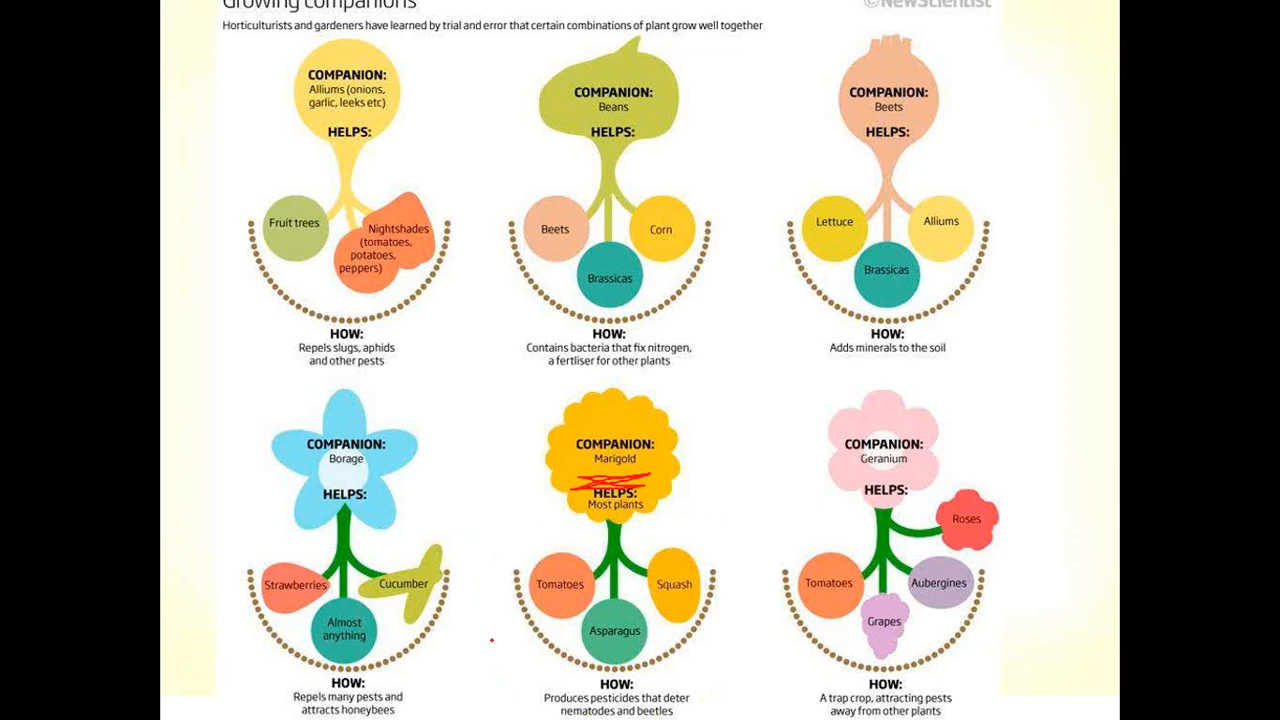 Growing companions
©NewScientist
Horticulturists and gardeners have learned by trial and error that certain combinations of plant grow well together
COMPANION:
Alliums (onions,
garlic, leeks etc)
HELPS:
Fruit trees
Nightshades
(tomatoes,
potatoes,
peppers)
HOW:
Repels slugs, aphids
and other pests
COMPANION:
Beans
HELPS:
Beets
Corn
Brassicas
HOW:
Contains bacteria that fix nitrogen,
a fertliser for other plants
COMPANION:
Beets
HELPS:
Lettuce
Alliums
Brassicas
HOW:
Adds minerals to the soil
COMPANION:
Borage
HELPS:
Strawberries
Cucumber
Almost
anything
HOW:
Repels many pests and
attracts honeybees
COMPANION:
Marigold
HELPS:
Most plants
Tomatoes
Squash
Asparagus
HOW:
Produces pesticides that deter
nematodes and beetles
COMPANION:
Geranium
HELPS:
Roses
Tomatoes
Aubergines
Grapes
HOW:
A trap crop, attracting pests
away from other plants